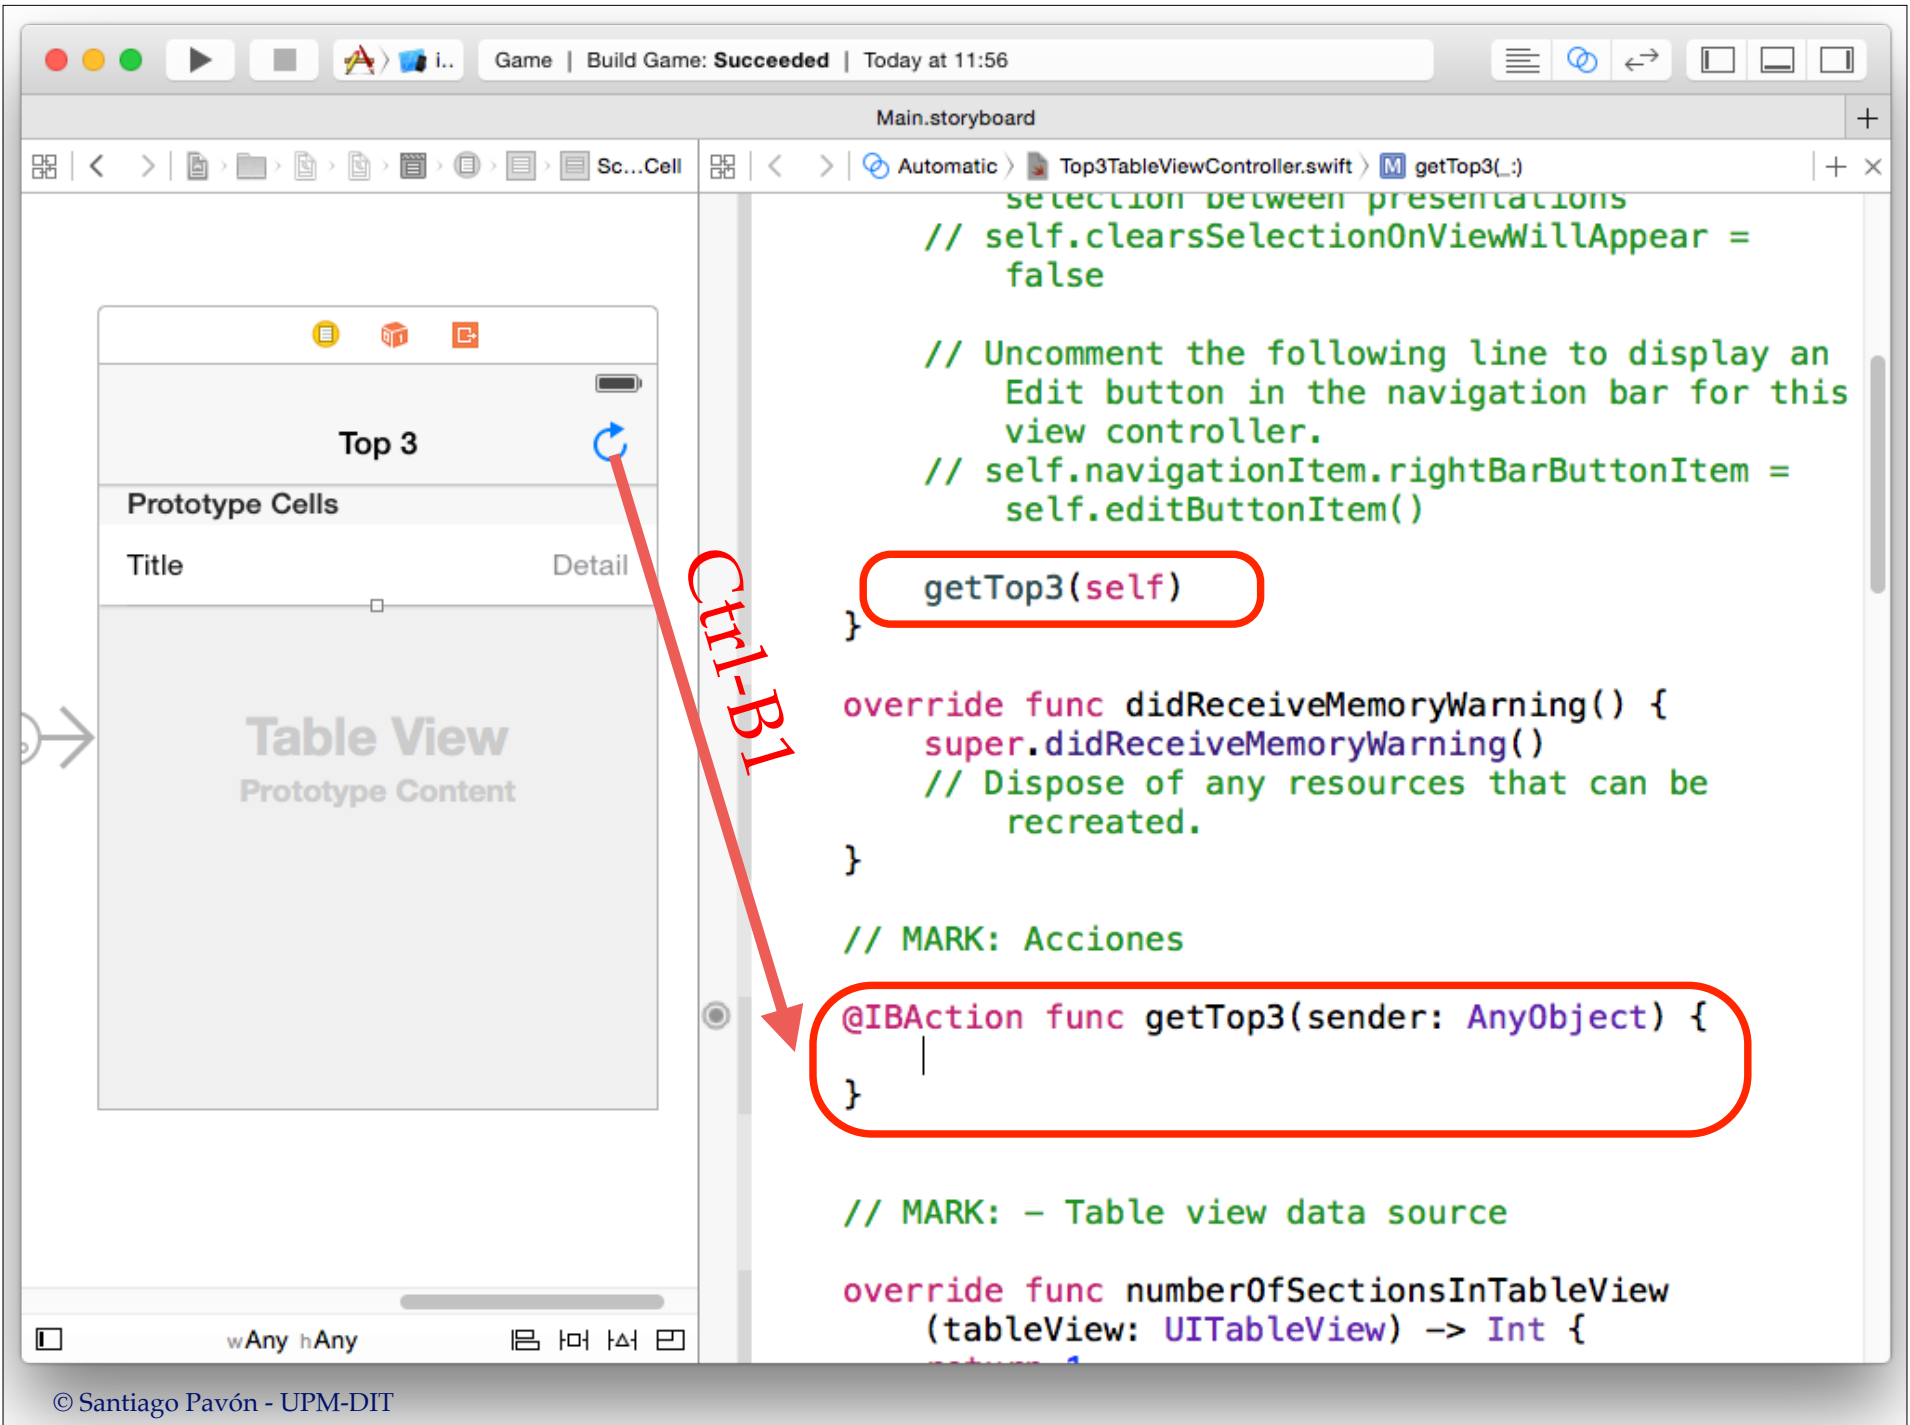 i.. Game | Build Game: Succeeded | Today at 11:56
Main.storyboard
Sc...Cell
Automatic Top3TableViewController.swift M getTop3(_:)
selection between presentations
// self.clearsSelectionOnViewWillAppear =
false
// Uncomment the following line to display an
Edit button in the navigation bar for this
view controller.
// self.navigationItem.rightBarButtonItem =
self.editButtonItem()
getTop3(self)
}
override func didReceiveMemoryWarning() {
super.didReceiveMemoryWarning()
// Dispose of any resources that can be
recreated.
}
// MARK: Acciones
@IBAction func getTop3(sender: AnyObject) {
}
// MARK: – Table view data source
override func numberOfSectionsInTableView
(tableView: UITableView) –> Int {
return 1
Top 3
Prototype Cells
Title Detail
Table View
Prototype Content
Ctrl-B1
wAny hAny
© Santiago Pavón - UPM-DIT